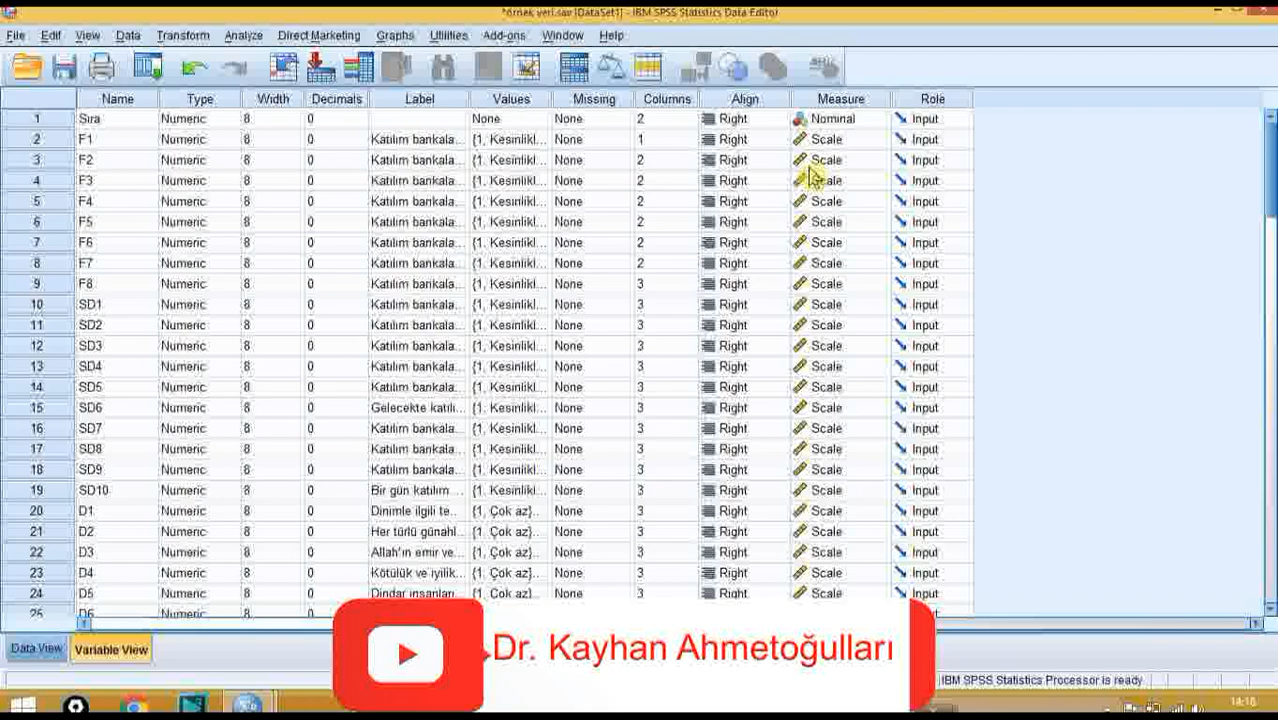 *örnek veri.sav [DataSet1] - IBM SPSS Statistics Data Editor
File Edit View Data Transform Analyze Direct Marketing Graphs Utilities Add-ons Window Help
Name Type Width Decimals Label Values Missing Columns Align Measure Role
1 Sıra Numeric 8 0 None None 2 Right Nominal Input
2 F1 Numeric 8 0 Katılım bankala... {1, Kesinlikl... None 1 Right Scale Input
3 F2 Numeric 8 0 Katılım bankala... {1, Kesinlikl... None 2 Right Scale Input
4 F3 Numeric 8 0 Katılım bankala... {1, Kesinlikl... None 2 Right Scale Input
5 F4 Numeric 8 0 Katılım bankala... {1, Kesinlikl... None 2 Right Scale Input
6 F5 Numeric 8 0 Katılım bankala... {1, Kesinlikl... None 2 Right Scale Input
7 F6 Numeric 8 0 Katılım bankala... {1, Kesinlikl... None 2 Right Scale Input
8 F7 Numeric 8 0 Katılım bankala... {1, Kesinlikl... None 2 Right Scale Input
9 F8 Numeric 8 0 Katılım bankala... {1, Kesinlikl... None 3 Right Scale Input
10 SD1 Numeric 8 0 Katılım bankala... {1, Kesinlikl... None 3 Right Scale Input
11 SD2 Numeric 8 0 Katılım bankala... {1, Kesinlikl... None 3 Right Scale Input
12 SD3 Numeric 8 0 Katılım bankala... {1, Kesinlikl... None 3 Right Scale Input
13 SD4 Numeric 8 0 Katılım bankala... {1, Kesinlikl... None 3 Right Scale Input
14 SD5 Numeric 8 0 Katılım bankala... {1, Kesinlikl... None 3 Right Scale Input
15 SD6 Numeric 8 0 Gelecekte katılı... {1, Kesinlikl... None 3 Right Scale Input
16 SD7 Numeric 8 0 Katılım bankala... {1, Kesinlikl... None 3 Right Scale Input
17 SD8 Numeric 8 0 Katılım bankala... {1, Kesinlikl... None 3 Right Scale Input
18 SD9 Numeric 8 0 Katılım bankala... {1, Kesinlikl... None 3 Right Scale Input
19 SD10 Numeric 8 0 Bir gün katılım ... {1, Kesinlikl... None 3 Right Scale Input
20 D1 Numeric 8 0 Dinimle ilgili te... {1, Çok az}... None 3 Right Scale Input
21 D2 Numeric 8 0 Her türlü günahl... {1, Çok az}... None 3 Right Scale Input
22 D3 Numeric 8 0 Allah'ın emir ve... {1, Çok az}... None 3 Right Scale Input
23 D4 Numeric 8 0 Kötülük ve iyilik... {1, Çok az}... None 3 Right Scale Input
24 D5 Numeric 8 0 Dindar insanları... {1, Çok az}... None 3 Right Scale Input
25 D6 Numeric 8
Data View Variable View
Dr. Kayhan Ahmetoğulları
IBM SPSS Statistics Processor is ready